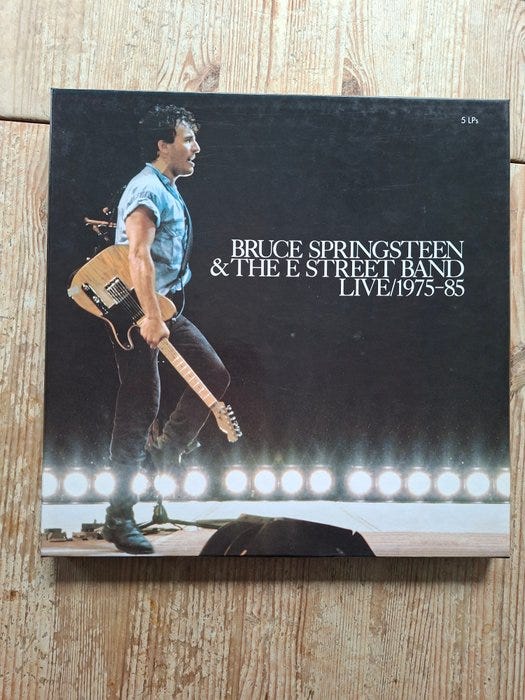 5 LPs
BRUCE SPRINGSTEEN
& THE E STREET BAND
LIVE/1975–85